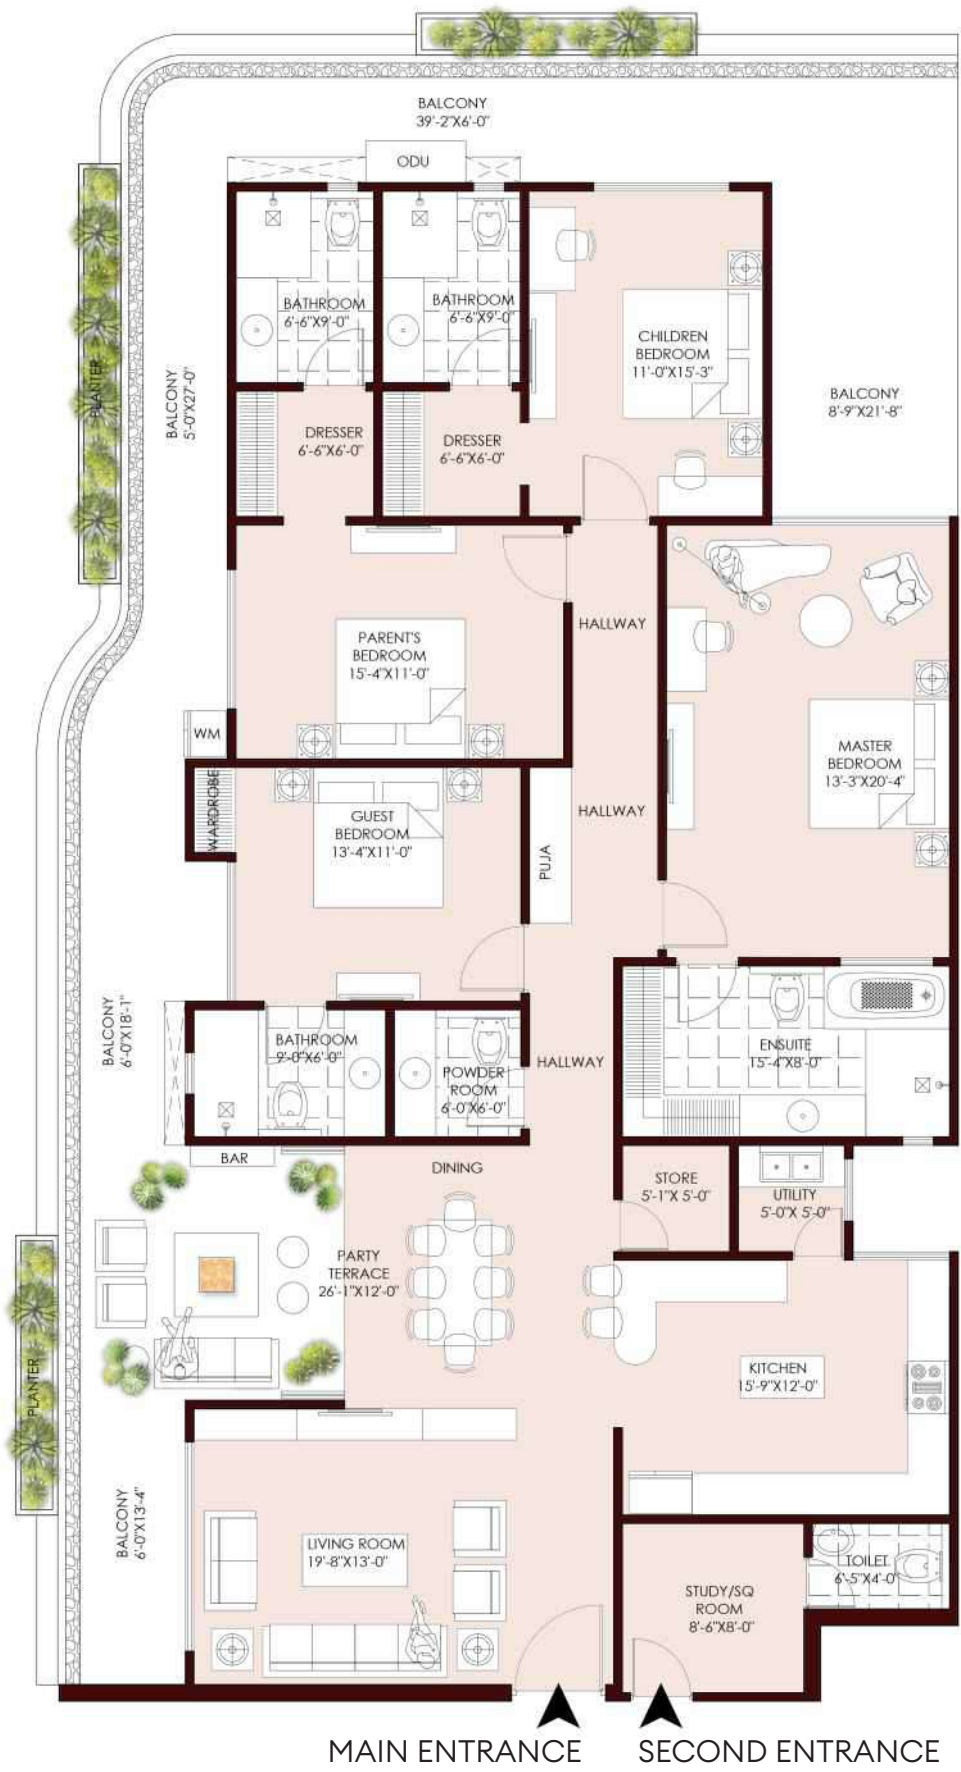 BALCONY
39'-2"X6'-0"
ODU
BATHROOM
6'-6"X9'-0"
BATHROOM
6'-6"X9'-0"
CHILDREN
BEDROOM
11'-0"X15'-3"
PLANTER
BALCONY
5'-0"X27'-0"
BALCONY
8'-9"X21'-8"
DRESSER
6'-6"X6'-0"
DRESSER
6'-6"X6'-0"
HALLWAY
PARENT'S
BEDROOM
15'-4"X11'-0"
WM
MASTER
BEDROOM
13'-3"X20'-4"
WARDROBE
GUEST
BEDROOM
13'-4"X11'-0"
HALLWAY
PUJA
BALCONY
6'-0"X18'-1"
BATHROOM
9'-0"X6'-0"
POWDER
ROOM
6'-0"X6'-0"
HALLWAY
ENSUITE
15'-4"X8'-0"
BAR
DINING
STORE
5'-1"X 5'-0"
UTILITY
5'-0"X 5'-0"
PARTY
TERRACE
26'-1"X12'-0"
PLANTER
KITCHEN
15'-9"X12'-0"
BALCONY
6'-0"X13'-4"
LIVING ROOM
19'-8"X13'-0"
TOILET
6'-5"X4'-0"
STUDY/SQ
ROOM
8'-6"X8'-0"
MAIN ENTRANCE
SECOND ENTRANCE